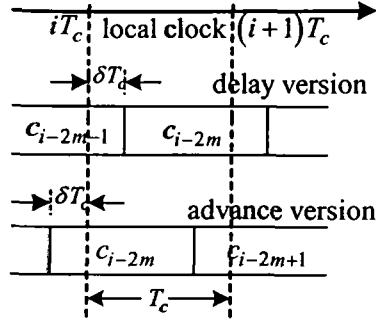 iT_c local clock (i+1)T_c
δT_d
delay version
c_{i-2m-1} c_{i-2m}
δT_c
advance version
c_{i-2m} c_{i-2m+1}
T_c